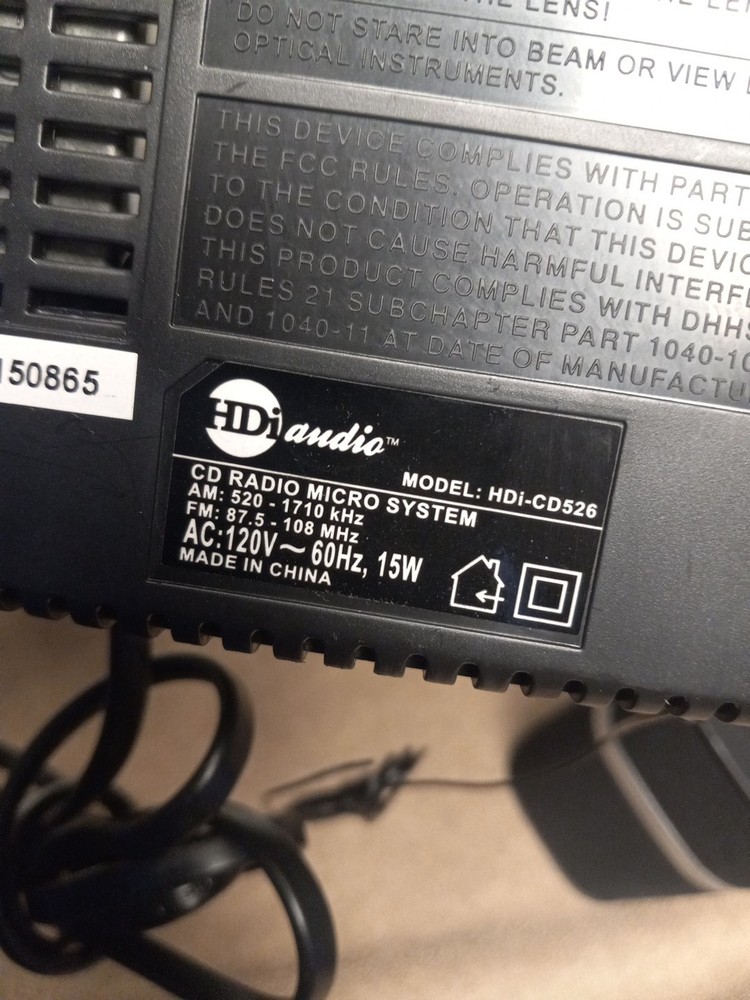 THE LENS!
DO NOT STARE INTO BEAM OR VIEW
OPTICAL INSTRUMENTS.
THIS DEVICE COMPLIES WITH PART
THE FCC RULES. OPERATION IS SUB
TO THE CONDITION THAT THIS DEVIC
DOES NOT CAUSE HARMFUL INTERF
THIS PRODUCT COMPLIES WITH DHHS
RULES 21 SUBCHAPTER PART 1040-10
AND 1040-11 AT DATE OF MANUFACTU
150865
HDi audio™
MODEL: HDi-CD526
CD RADIO MICRO SYSTEM
AM: 520 - 1710 kHz
FM: 87.5 - 108 MHz
AC:120V ~ 60Hz, 15W
MADE IN CHINA